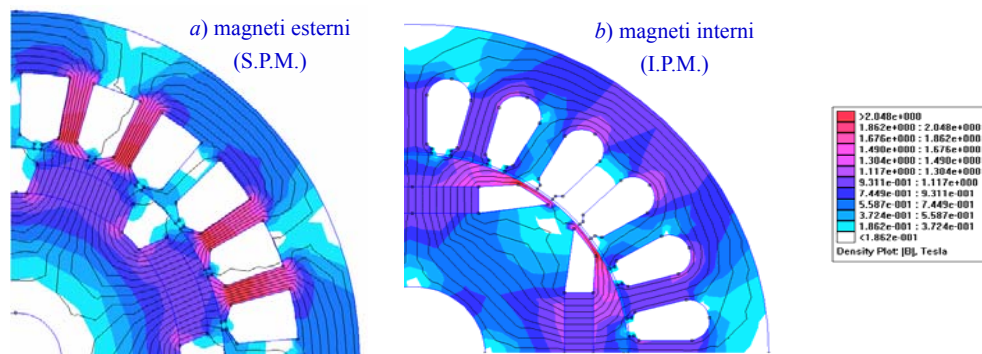 a) magneti esterni
(S.P.M.)
b) magneti interni
(I.P.M.)
>2.048e+000
1.862e+000 : 2.048e+000
1.676e+000 : 1.862e+000
1.490e+000 : 1.676e+000
1.304e+000 : 1.490e+000
1.117e+000 : 1.304e+000
9.311e-001 : 1.117e+000
7.449e-001 : 9.311e-001
5.587e-001 : 7.449e-001
3.724e-001 : 5.587e-001
1.862e-001 : 3.724e-001
<1.862e-001
Density Plot: |B|, Tesla